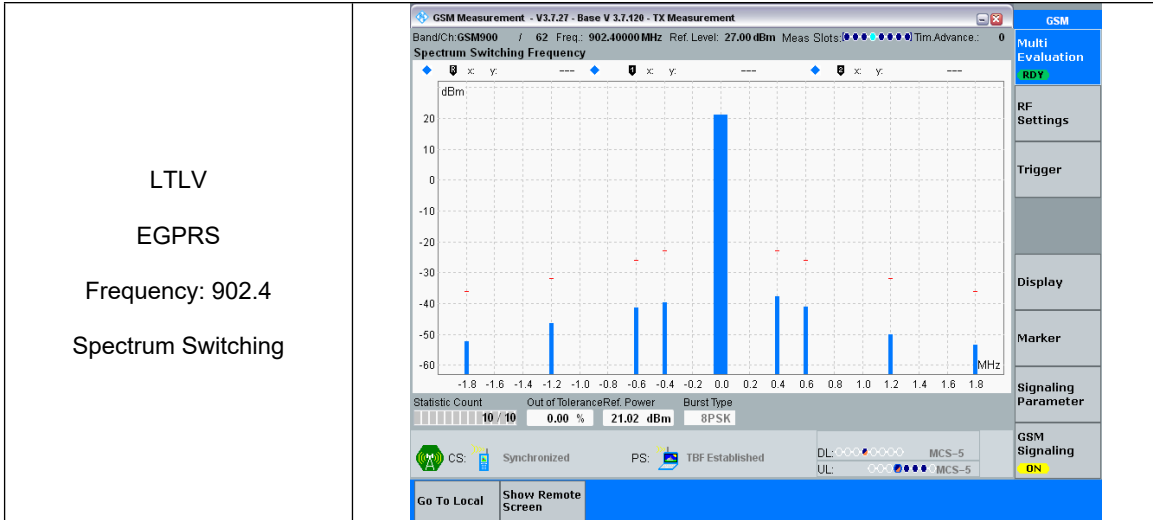 LTLV
EGPRS
Frequency: 902.4
Spectrum Switching
GSM Measurement - V3.7.27 - Base V 3.7.120 - TX Measurement
Band/Ch:GSM900 / 62 Freq.: 902.40000 MHz Ref. Level: 27.00 dBm Meas Slots: Tim.Advance.: 0
Spectrum Switching Frequency
R x: y: --- 1 x: y: --- 2 x: y: ---
dBm
20
10
0
-10
-20
-30
-40
-50
-60
MHz
-1.8 -1.6 -1.4 -1.2 -1.0 -0.8 -0.6 -0.4 -0.2 0.0 0.2 0.4 0.6 0.8 1.0 1.2 1.4 1.6 1.8
Statistic Count Out of Tolerance Ref. Power Burst Type
10 / 10 0.00 % 21.02 dBm 8PSK
CS: Synchronized PS: TBF Established DL: MCS-5
UL: MCS-5
Go To Local
Show Remote
Screen
GSM
Multi
Evaluation
RDY
RF
Settings
Trigger
Display
Marker
Signaling
Parameter
GSM
Signaling
ON